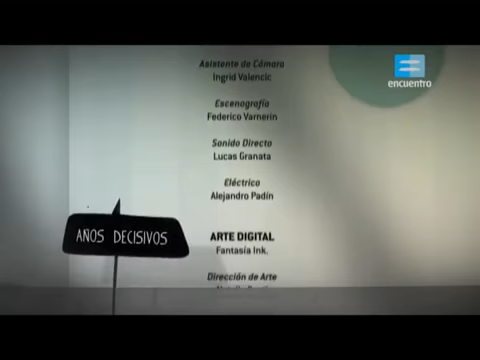 Asistente de Cámara
Ingrid Valencic
encuentro
Escenografía
Federico Varnerin
Sonido Directo
Lucas Granata
Eléctrico
Alejandro Padín
AÑOS DECISIVOS
ARTE DIGITAL
Fantasía Ink.
Dirección de Arte